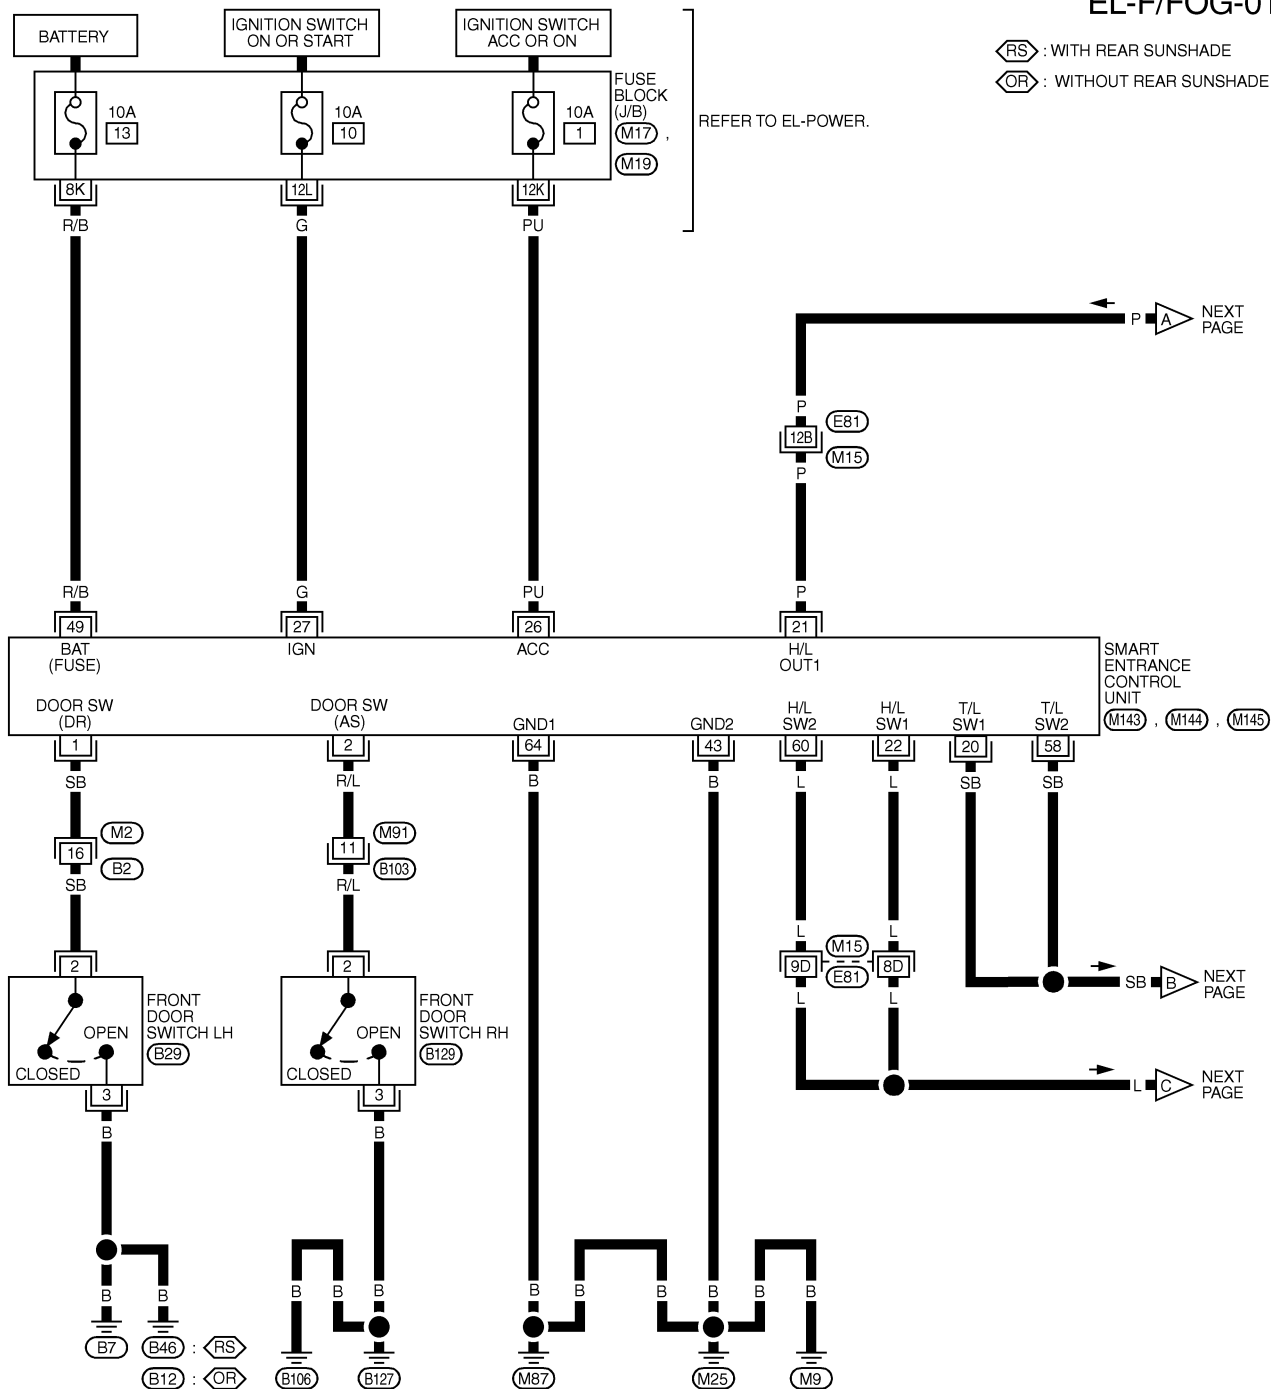 EL-F/FOG-01
RS : WITH REAR SUNSHADE
OR : WITHOUT REAR SUNSHADE
BATTERY
IGNITION SWITCH
ON OR START
IGNITION SWITCH
ACC OR ON
10A
13
10A
10
10A
1
FUSE
BLOCK
(J/B)
M17 ,
M19
REFER TO EL-POWER.
8K
12L
12K
R/B
G
PU
P
A
NEXT
PAGE
P
12B
E81
M15
P
R/B
G
PU
P
49
27
26
21
BAT
(FUSE)
IGN
ACC
H/L
OUT1
SMART
ENTRANCE
CONTROL
UNIT
M143 , M144 , M145
DOOR SW
(DR)
DOOR SW
(AS)
GND1
GND2
H/L
SW2
H/L
SW1
T/L
SW1
T/L
SW2
1
2
64
43
60
22
20
58
SB
R/L
B
B
L
L
SB
SB
16
M2
B2
11
M91
B103
SB
R/L
L
L
9D
M15
E81
8D
L
L
SB
B
NEXT
PAGE
2
FRONT
DOOR
SWITCH LH
B29
OPEN
CLOSED
3
2
FRONT
DOOR
SWITCH RH
B129
OPEN
CLOSED
3
L
C
NEXT
PAGE
B
B
B
B
B
B
B
B
B
B
B
B
B
B7
B46 : RS
B12 : OR
B106
B127
M87
M25
M9